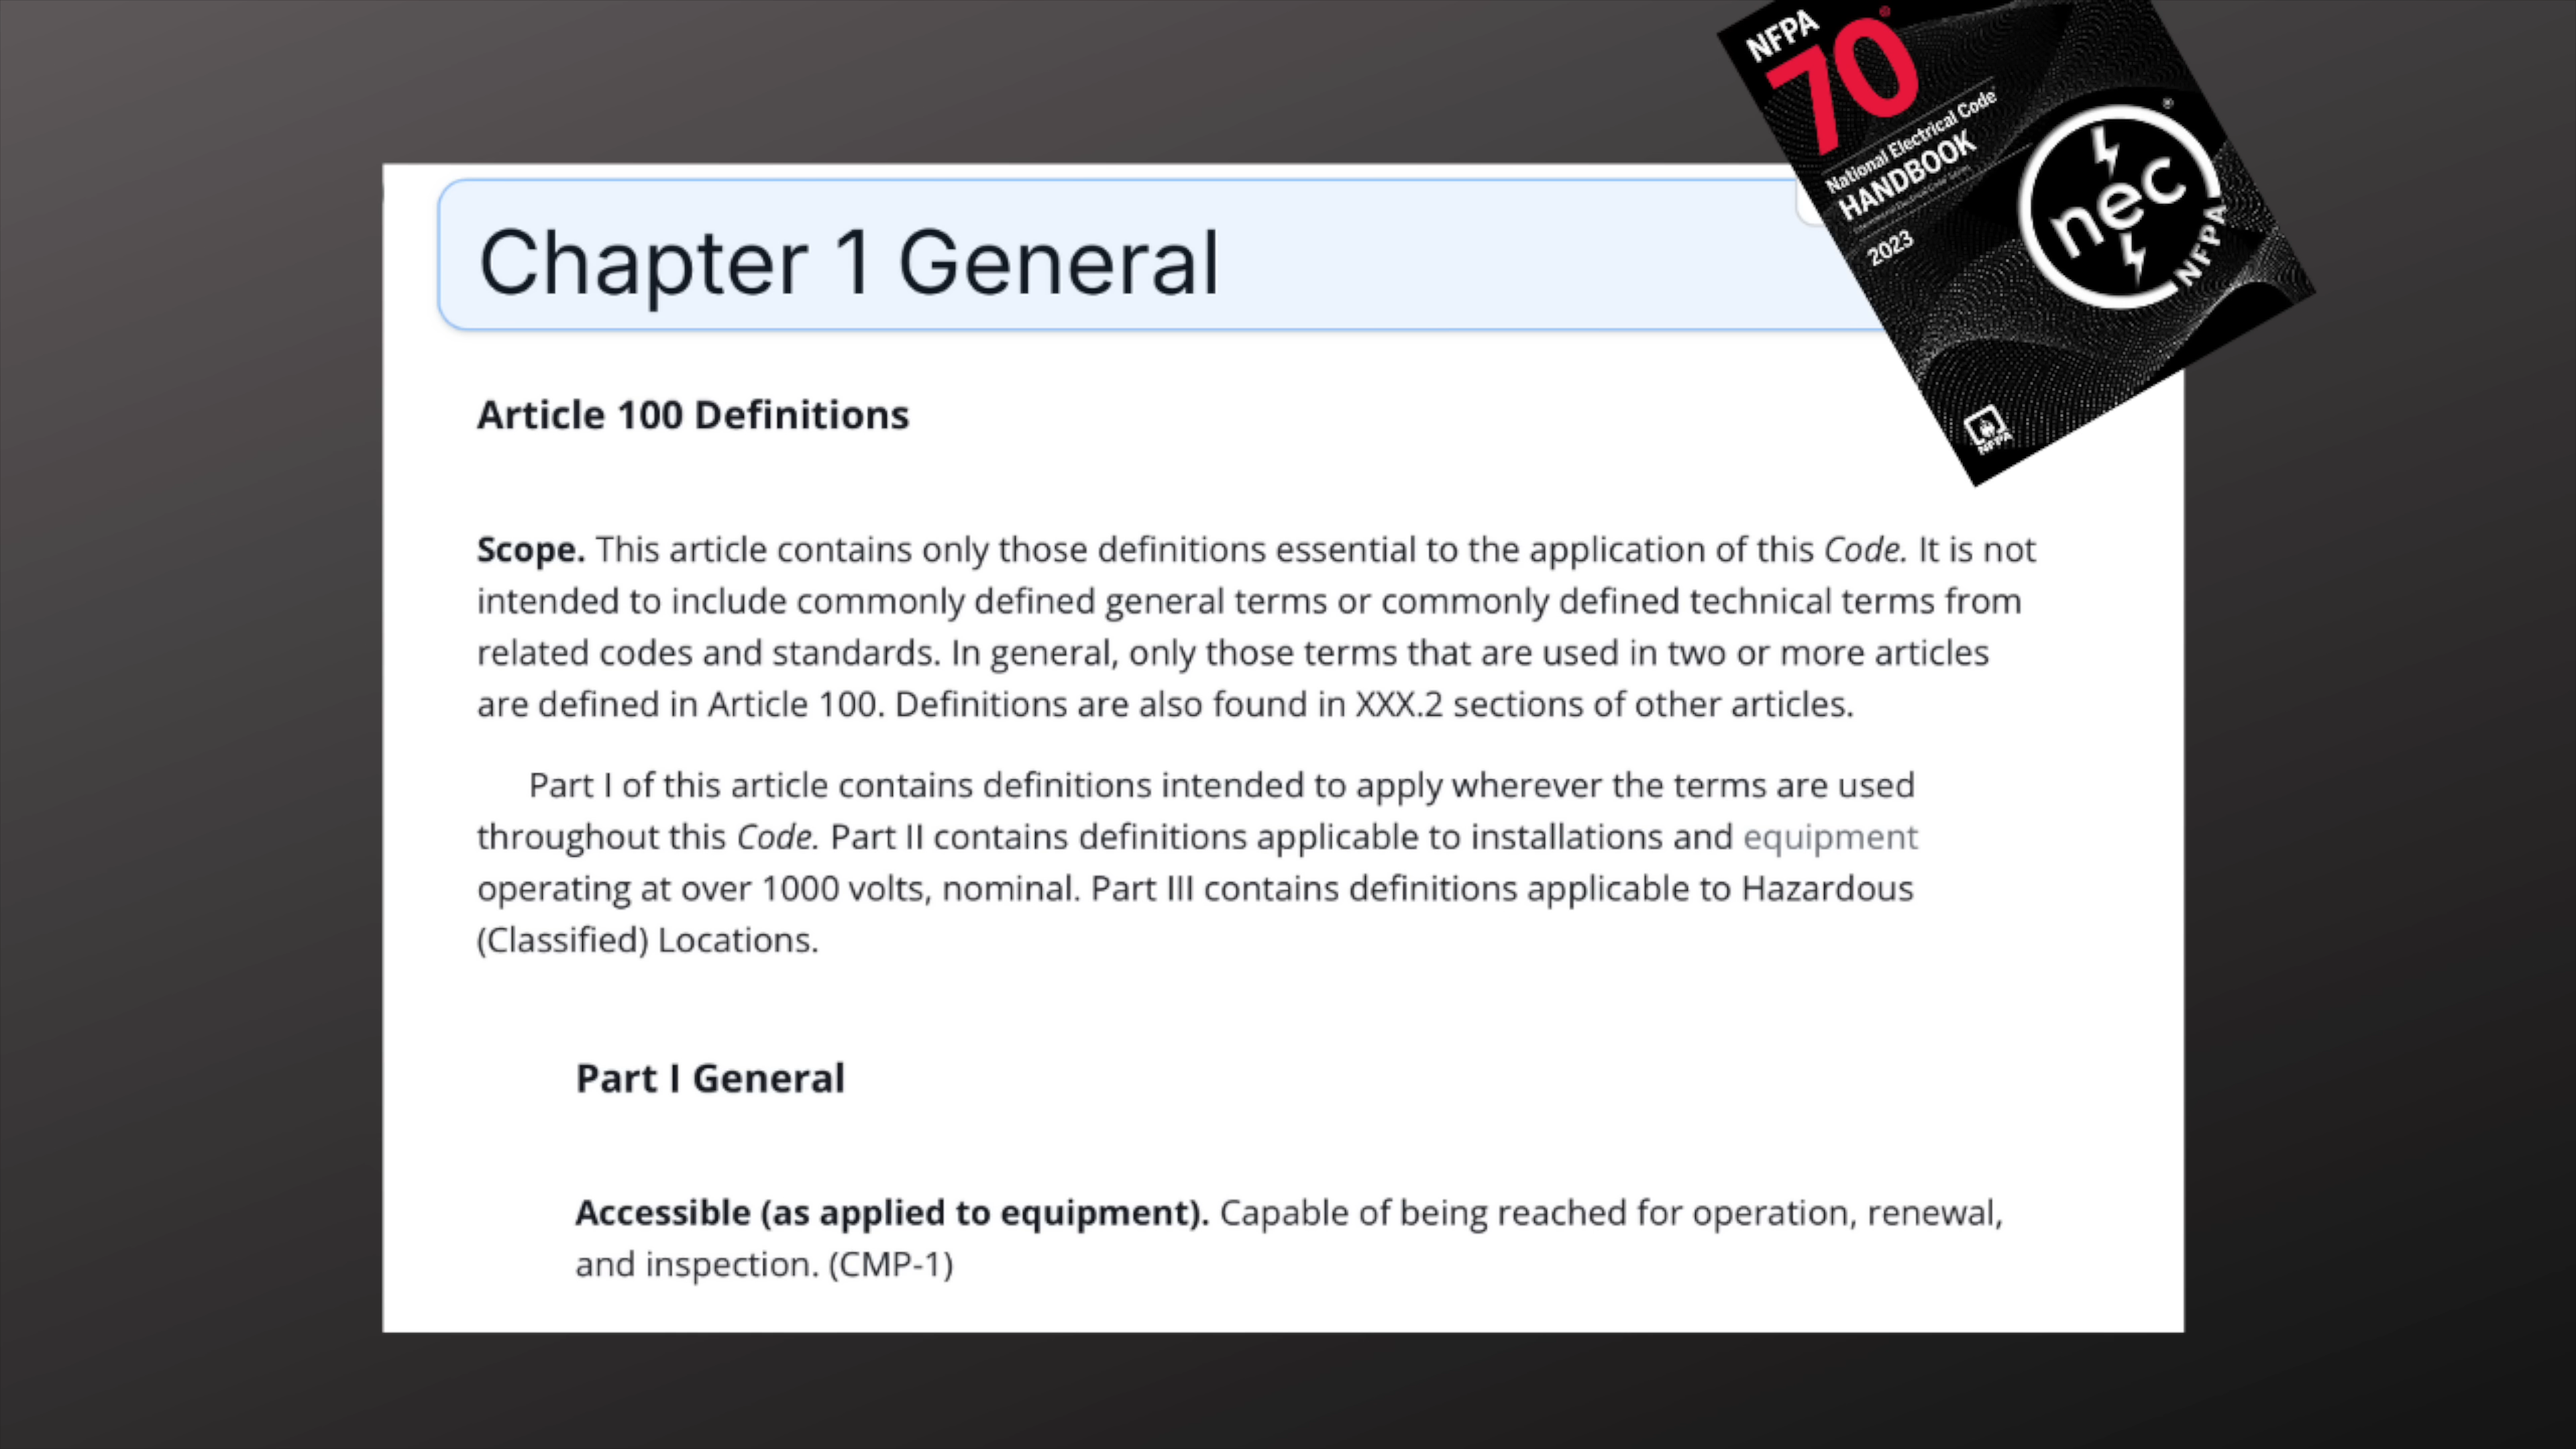 NFPA
70®
National Electrical Code
HANDBOOK
2023
nec®
NFPA
NFPA
Chapter 1 General
Article 100 Definitions
Scope. This article contains only those definitions essential to the application of this Code. It is not
intended to include commonly defined general terms or commonly defined technical terms from
related codes and standards. In general, only those terms that are used in two or more articles
are defined in Article 100. Definitions are also found in XXX.2 sections of other articles.
Part I of this article contains definitions intended to apply wherever the terms are used
throughout this Code. Part II contains definitions applicable to installations and equipment
operating at over 1000 volts, nominal. Part III contains definitions applicable to Hazardous
(Classified) Locations.
Part I General
Accessible (as applied to equipment). Capable of being reached for operation, renewal,
and inspection. (CMP-1)